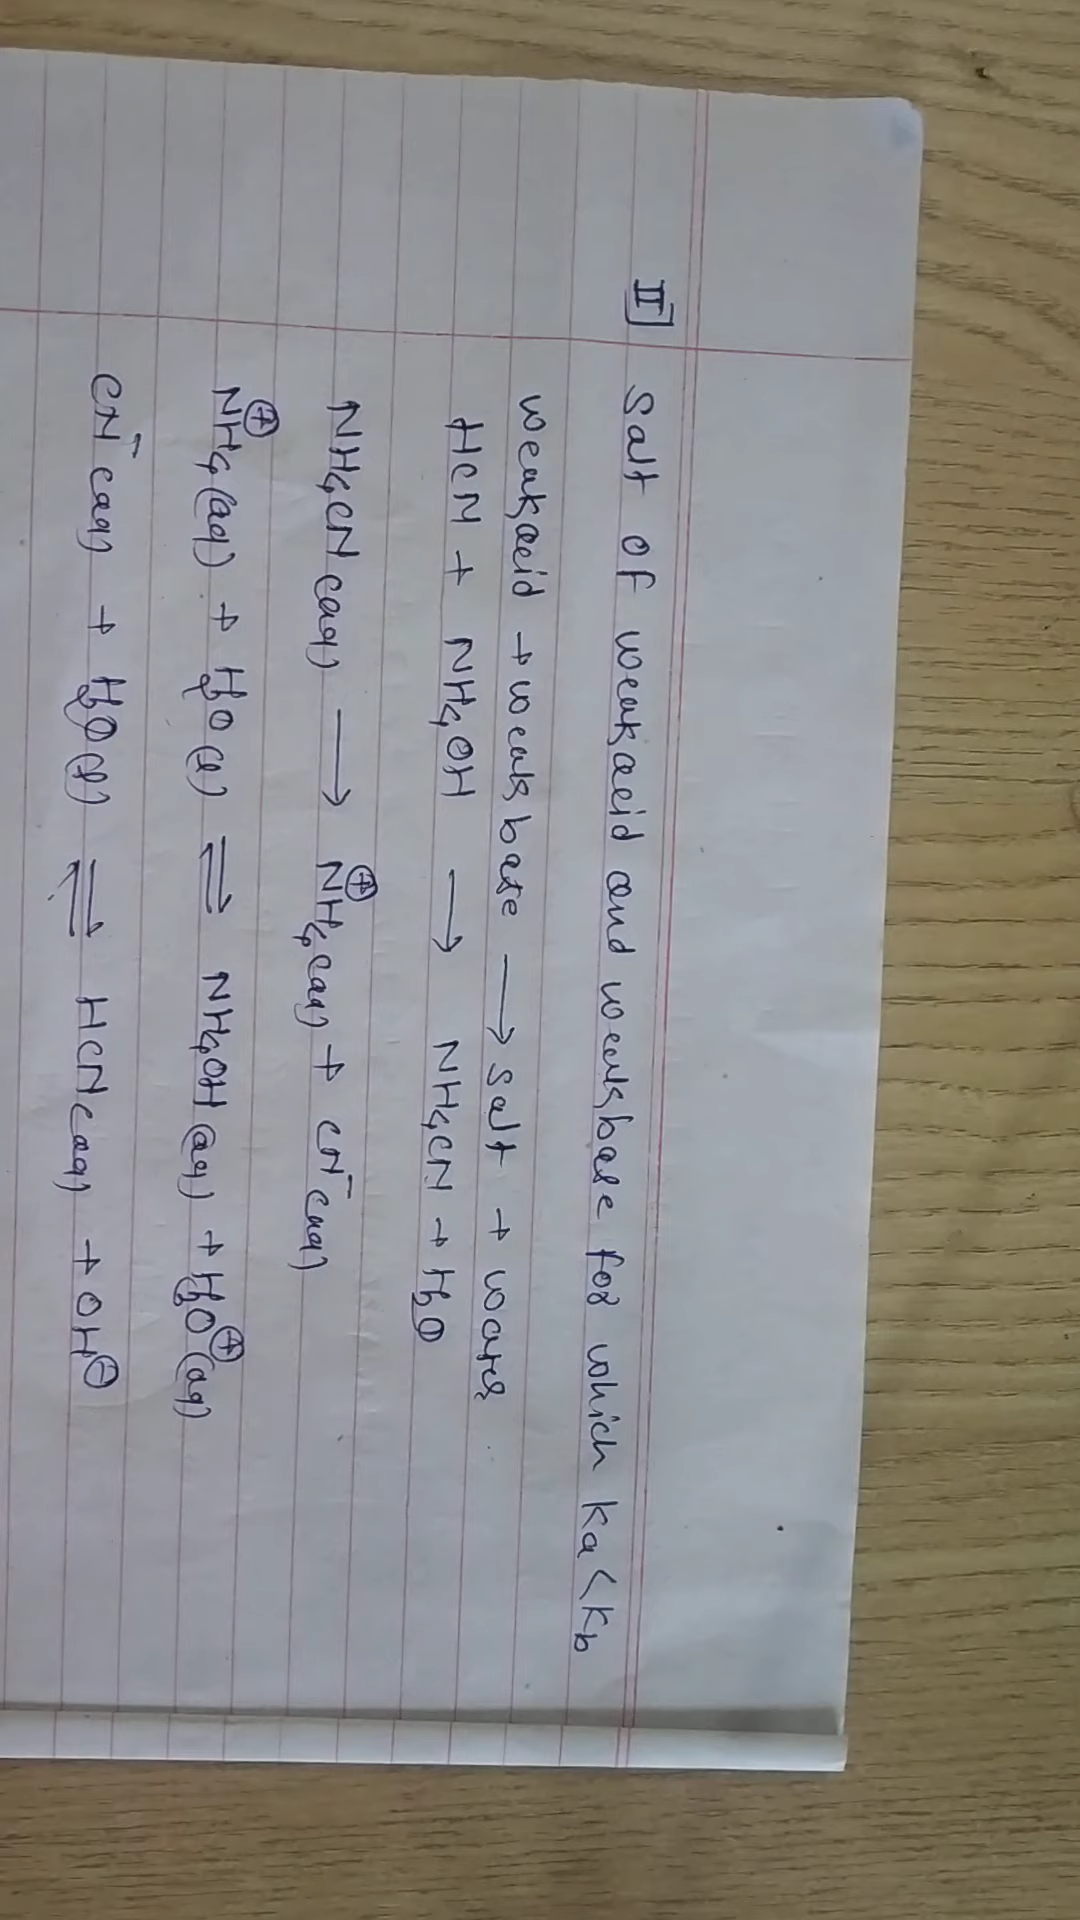 II] Salt of weak acid and weak base for which Ka < Kb
weak acid + weak base ⟶ Salt + water
HCN + NH₄OH ⟶ NH₄CN + H₂O
NH₄CN (aq) ⟶ NH₄⊕(aq) + CN⁻(aq)
NH₄⊕(aq) + H₂O(l) ⇌ NH₄OH(aq) + H₃O⊕(aq)
CN⁻(aq) + H₂O(l) ⇌ HCN(aq) + OH⊖